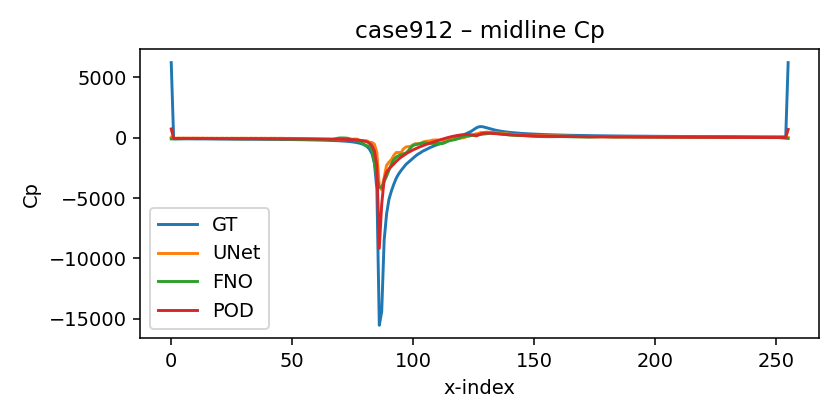 case912 – midline Cp
5000
0
−5000
−10000
−15000
Cp
GT
UNet
FNO
POD
0 50 100 150 200 250
x-index